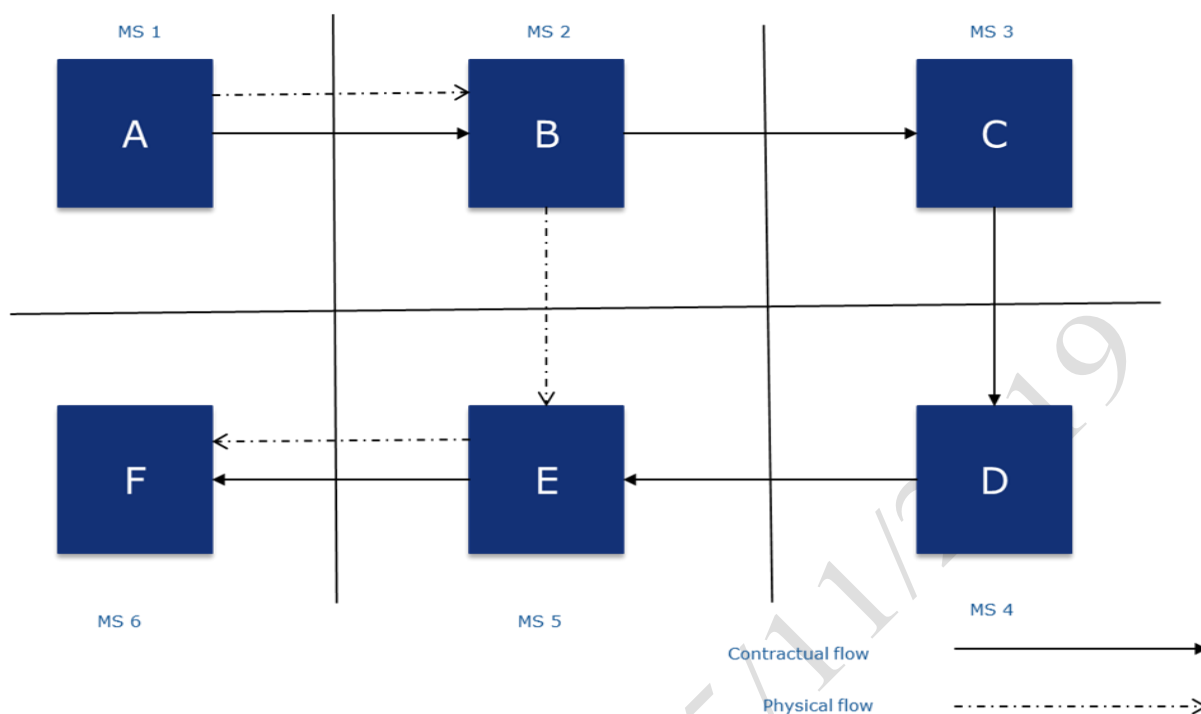 MS 1
MS 2
MS 3
A
B
C
F
E
D
MS 6
MS 5
MS 4
Contractual flow
Physical flow